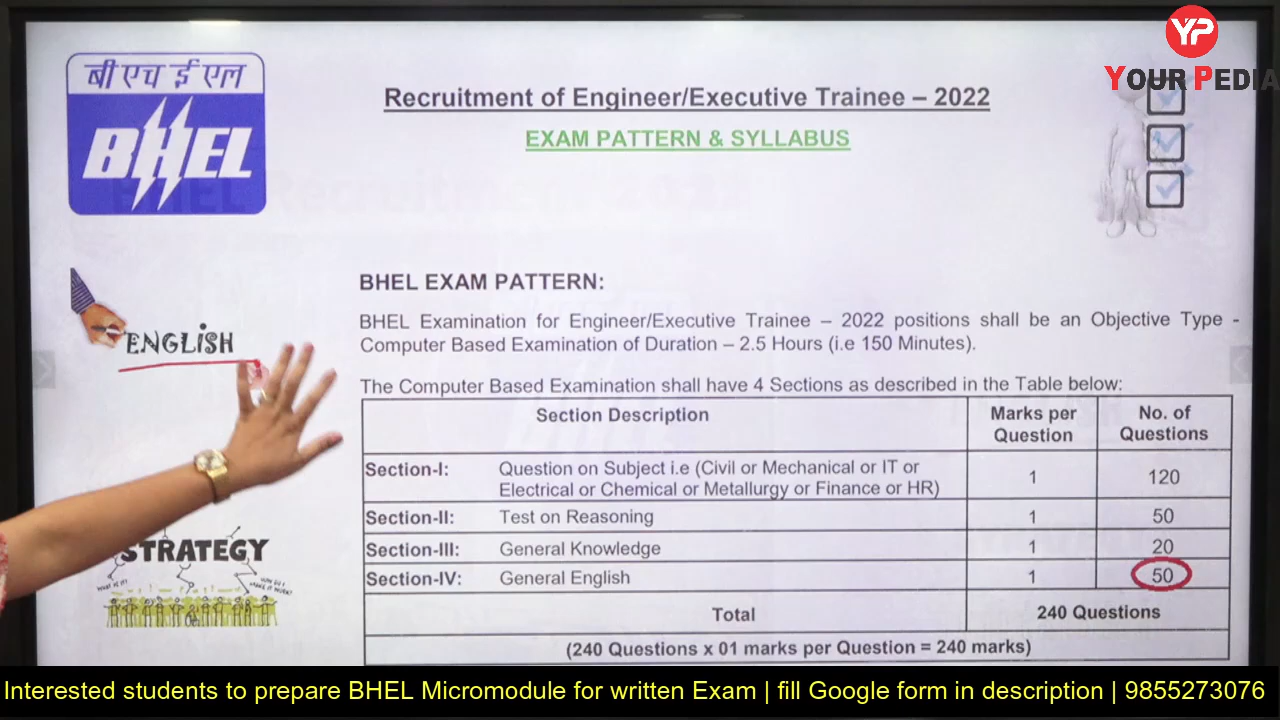 बी एच ई एल
BHEL
YP
YOUR PEDIA
Recruitment of Engineer/Executive Trainee – 2022
EXAM PATTERN & SYLLABUS
ENGLISH
STRATEGY
BHEL EXAM PATTERN:
BHEL Examination for Engineer/Executive Trainee – 2022 positions shall be an Objective Type -
Computer Based Examination of Duration – 2.5 Hours (i.e 150 Minutes).
The Computer Based Examination shall have 4 Sections as described in the Table below:
Section Description Marks per Question No. of Questions
Section-I: Question on Subject i.e (Civil or Mechanical or IT or 1 120
Electrical or Chemical or Metallurgy or Finance or HR)
Section-II: Test on Reasoning 1 50
Section-III: General Knowledge 1 20
Section-IV: General English 1 50
Total 240 Questions
(240 Questions x 01 marks per Question = 240 marks)
Interested students to prepare BHEL Micromodule for written Exam | fill Google form in description | 9855273076